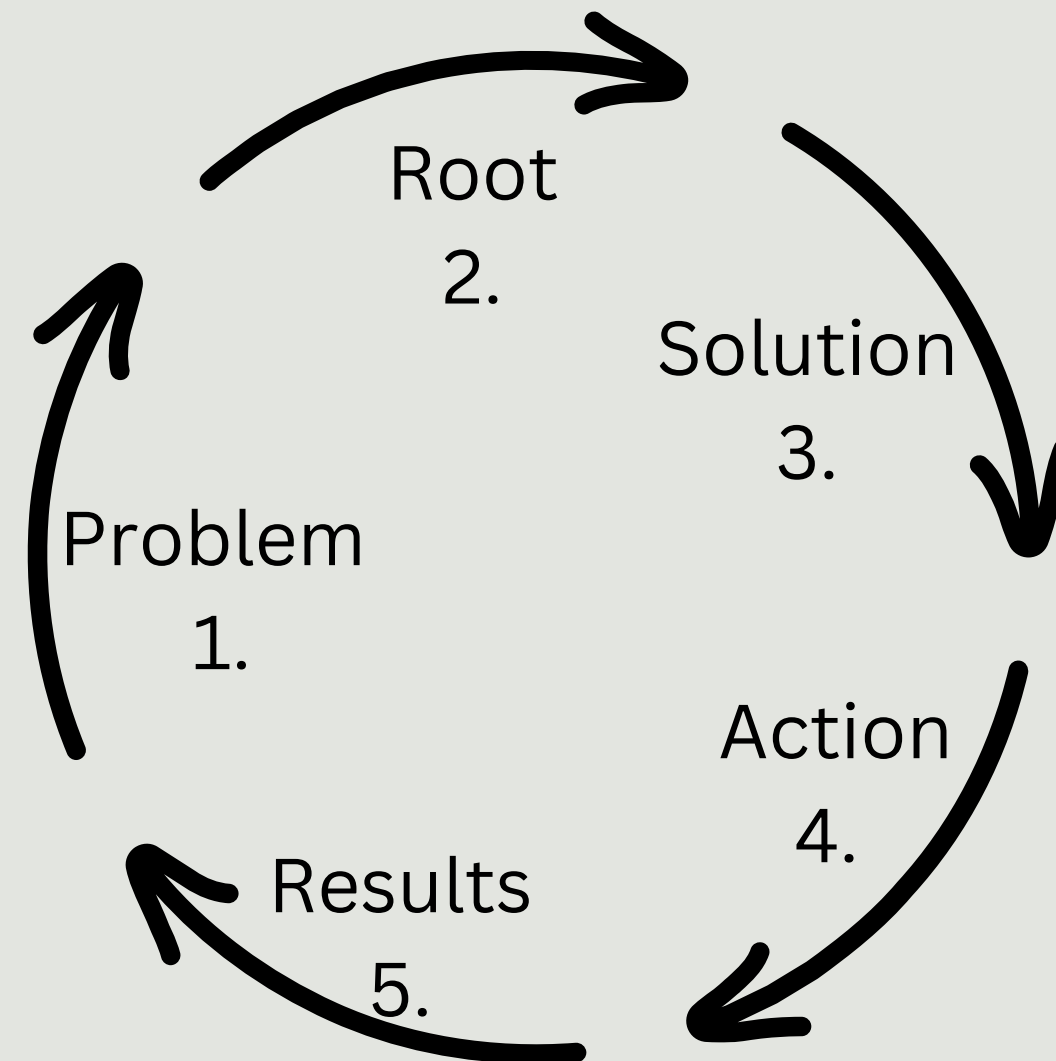 Root
2.
Solution
3.
Problem
1.
Action
4.
Results
5.